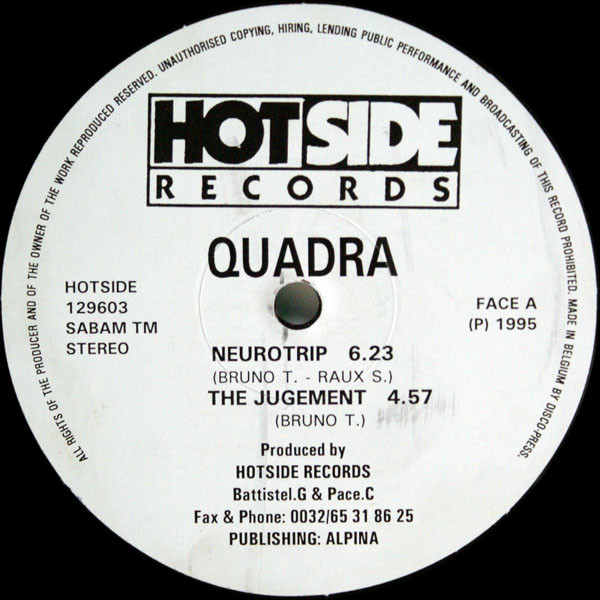 ALL RIGHTS OF THE PRODUCER AND OF THE OWNER OF THE WORK REPRODUCED RESERVED. UNAUTHORISED COPYING, HIRING, LENDING PUBLIC PERFORMANCE AND BROADCASTING OF THIS RECORD PROHIBITED. MADE IN BELGIUM BY DISCO-PRESS.
HOTSIDE
RECORDS
QUADRA
HOTSIDE
129603
SABAM TM
STEREO
FACE A
(P) 1995
NEUROTRIP 6.23
(BRUNO T. - RAUX S.)
THE JUGEMENT 4.57
(BRUNO T.)
Produced by
HOTSIDE RECORDS
Battistel.G & Pace.C
Fax & Phone: 0032/65 31 86 25
PUBLISHING: ALPINA